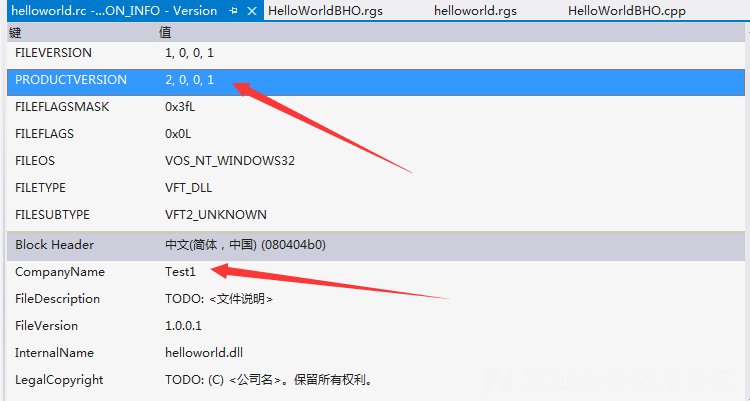 helloworld.rc -...ON_INFO - Version HelloWorldBHO.rgs helloworld.rgs HelloWorldBHO.cpp
键 值
FILEVERSION 1, 0, 0, 1
PRODUCTVERSION 2, 0, 0, 1
FILEFLAGSMASK 0x3fL
FILEFLAGS 0x0L
FILEOS VOS_NT_WINDOWS32
FILETYPE VFT_DLL
FILESUBTYPE VFT2_UNKNOWN
Block Header 中文(简体，中国) (080404b0)
CompanyName Test1
FileDescription TODO: <文件说明>
FileVersion 1.0.0.1
InternalName helloworld.dll
LegalCopyright TODO: (C) <公司名>。保留所有权利。